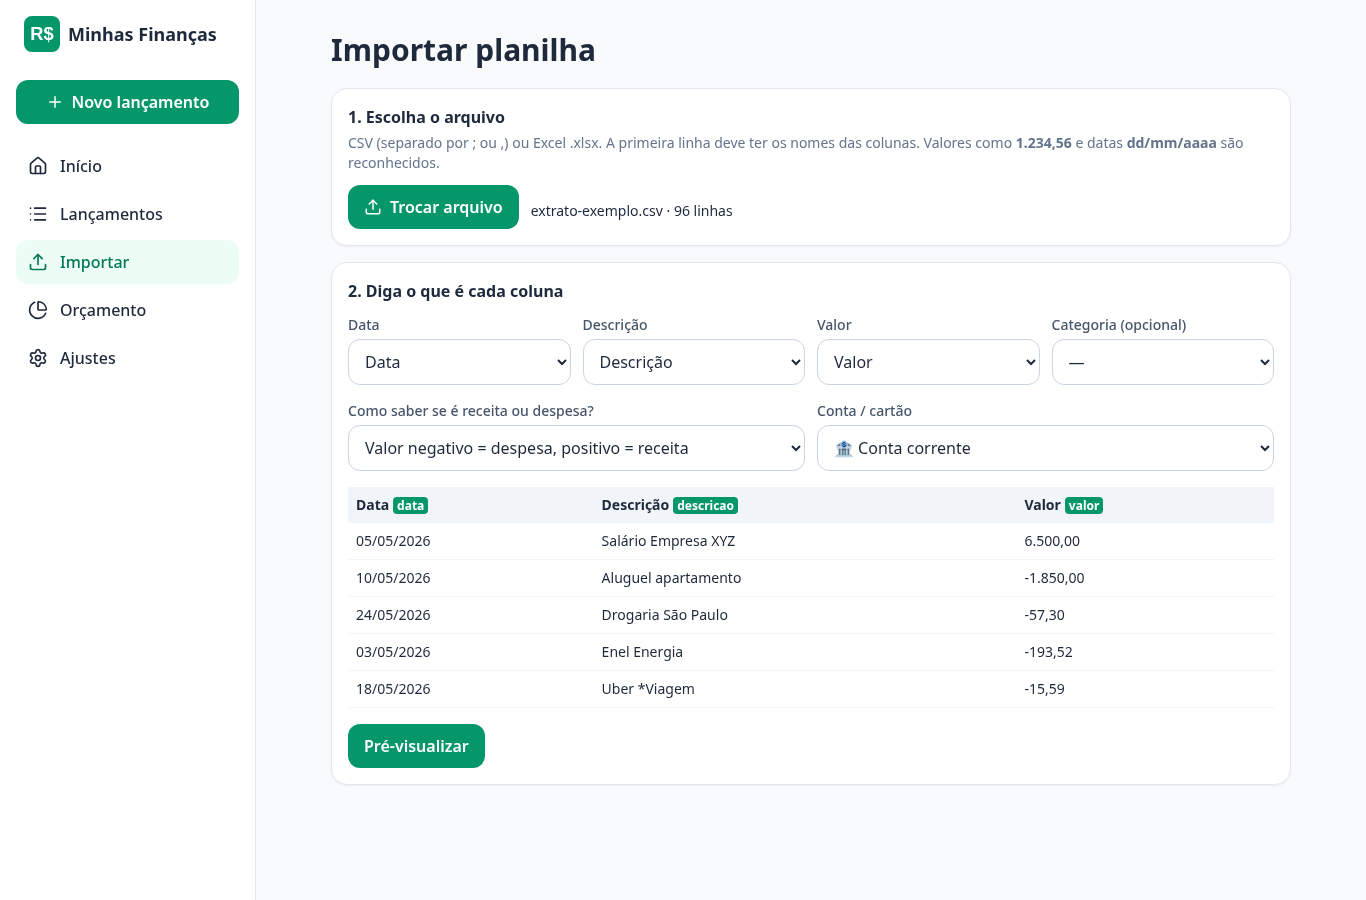 R$ Minhas Finanças
+ Novo lançamento
Início
Lançamentos
Importar
Orçamento
Ajustes
Importar planilha
1. Escolha o arquivo
CSV (separado por ; ou ,) ou Excel .xlsx. A primeira linha deve ter os nomes das colunas. Valores como 1.234,56 e datas dd/mm/aaaa são
reconhecidos.
Trocar arquivo extrato-exemplo.csv · 96 linhas
2. Diga o que é cada coluna
Data Descrição Valor Categoria (opcional)
Data Descrição Valor —
Como saber se é receita ou despesa? Conta / cartão
Valor negativo = despesa, positivo = receita 🏦 Conta corrente
Data data Descrição descricao Valor valor
05/05/2026 Salário Empresa XYZ 6.500,00
10/05/2026 Aluguel apartamento -1.850,00
24/05/2026 Drogaria São Paulo -57,30
03/05/2026 Enel Energia -193,52
18/05/2026 Uber *Viagem -15,59
Pré-visualizar